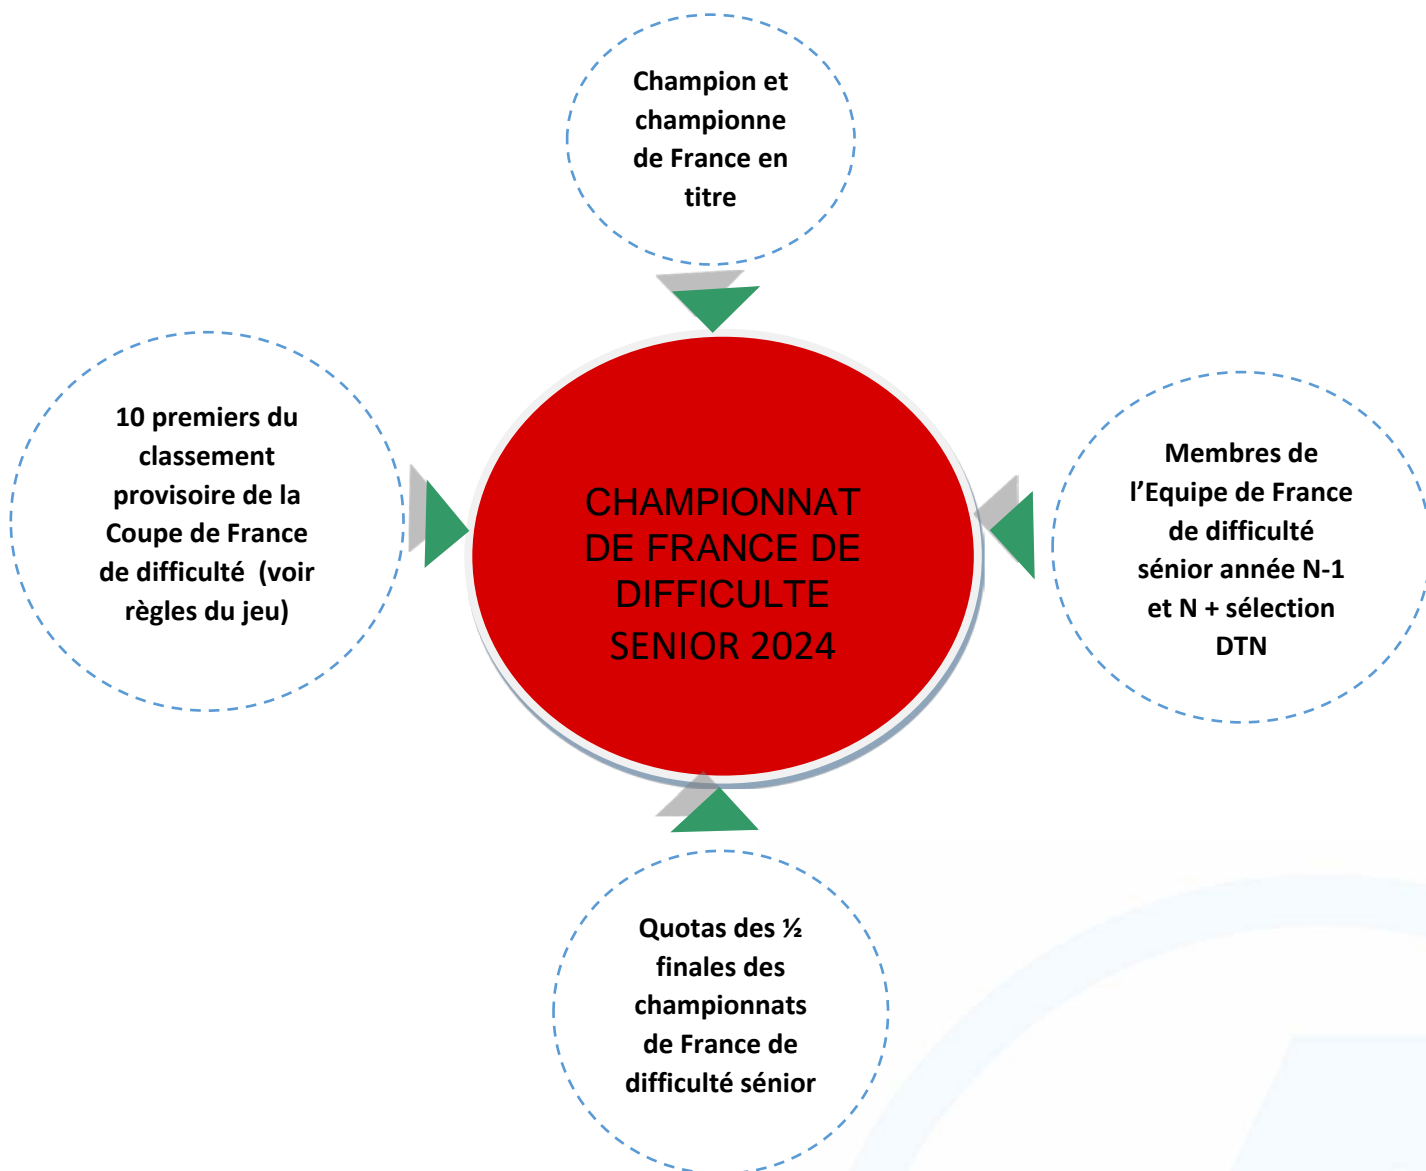 Champion et
championne
de France en
titre
10 premiers du
classement
provisoire de la
Coupe de France
de difficulté  (voir
règles du jeu)
CHAMPIONNAT
DE FRANCE DE
DIFFICULTE
SENIOR 2024
Membres de
l’Equipe de France
de difficulté
sénior année N-1
et N + sélection
DTN
Quotas des ½
finales des
championnats
de France de
difficulté sénior